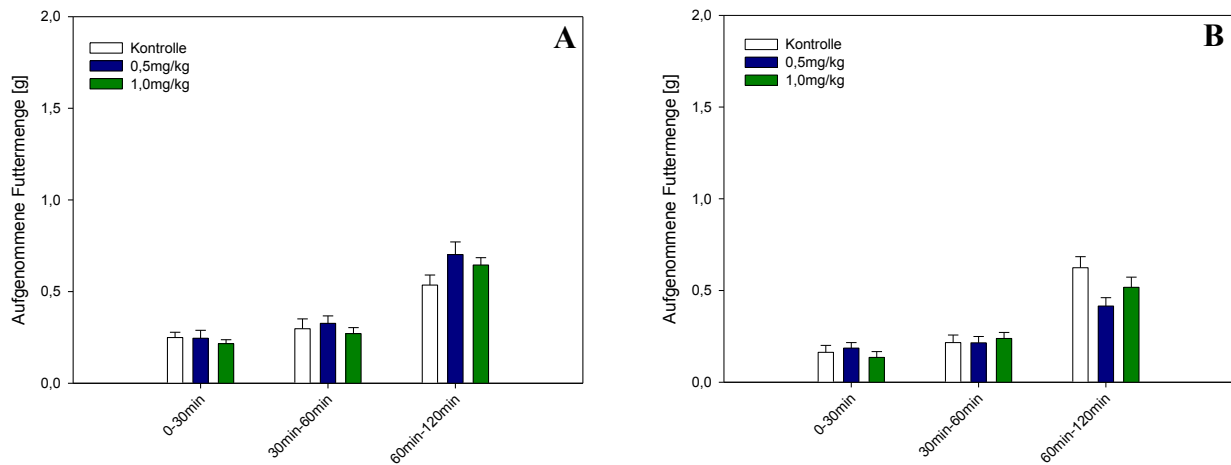 A
Kontrolle
0,5mg/kg
1,0mg/kg
Aufgenommene Futtermenge [g]
2,0
1,5
1,0
0,5
0,0
0-30min
30min-60min
60min-120min
B
Kontrolle
0,5mg/kg
1,0mg/kg
Aufgenommene Futtermenge [g]
2,0
1,5
1,0
0,5
0,0
0-30min
30min-60min
60min-120min